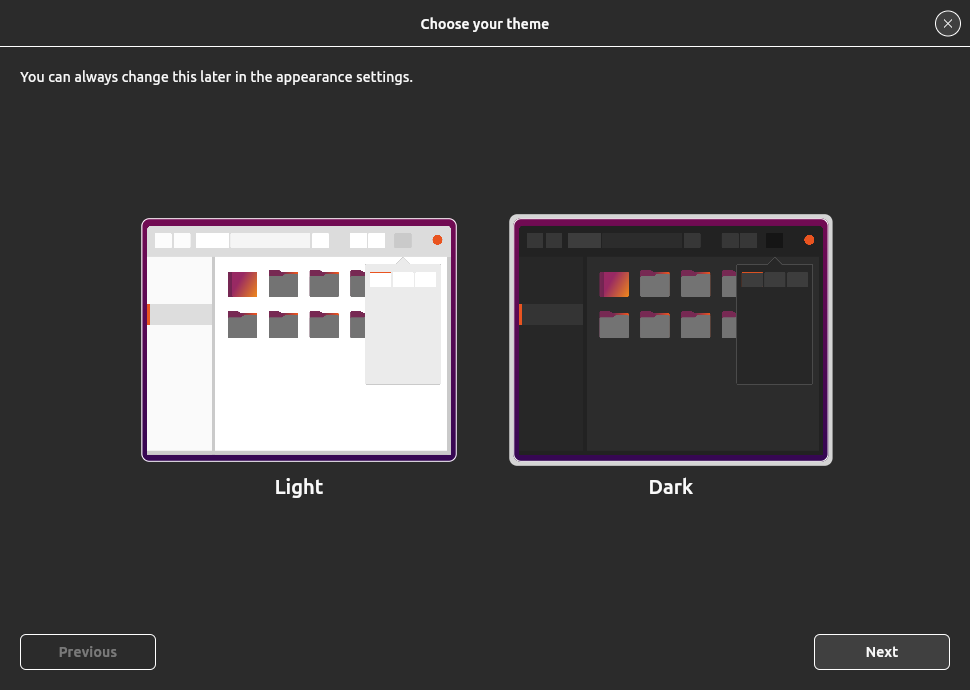 Choose your theme
You can always change this later in the appearance settings.
Light
Dark
Previous
Next